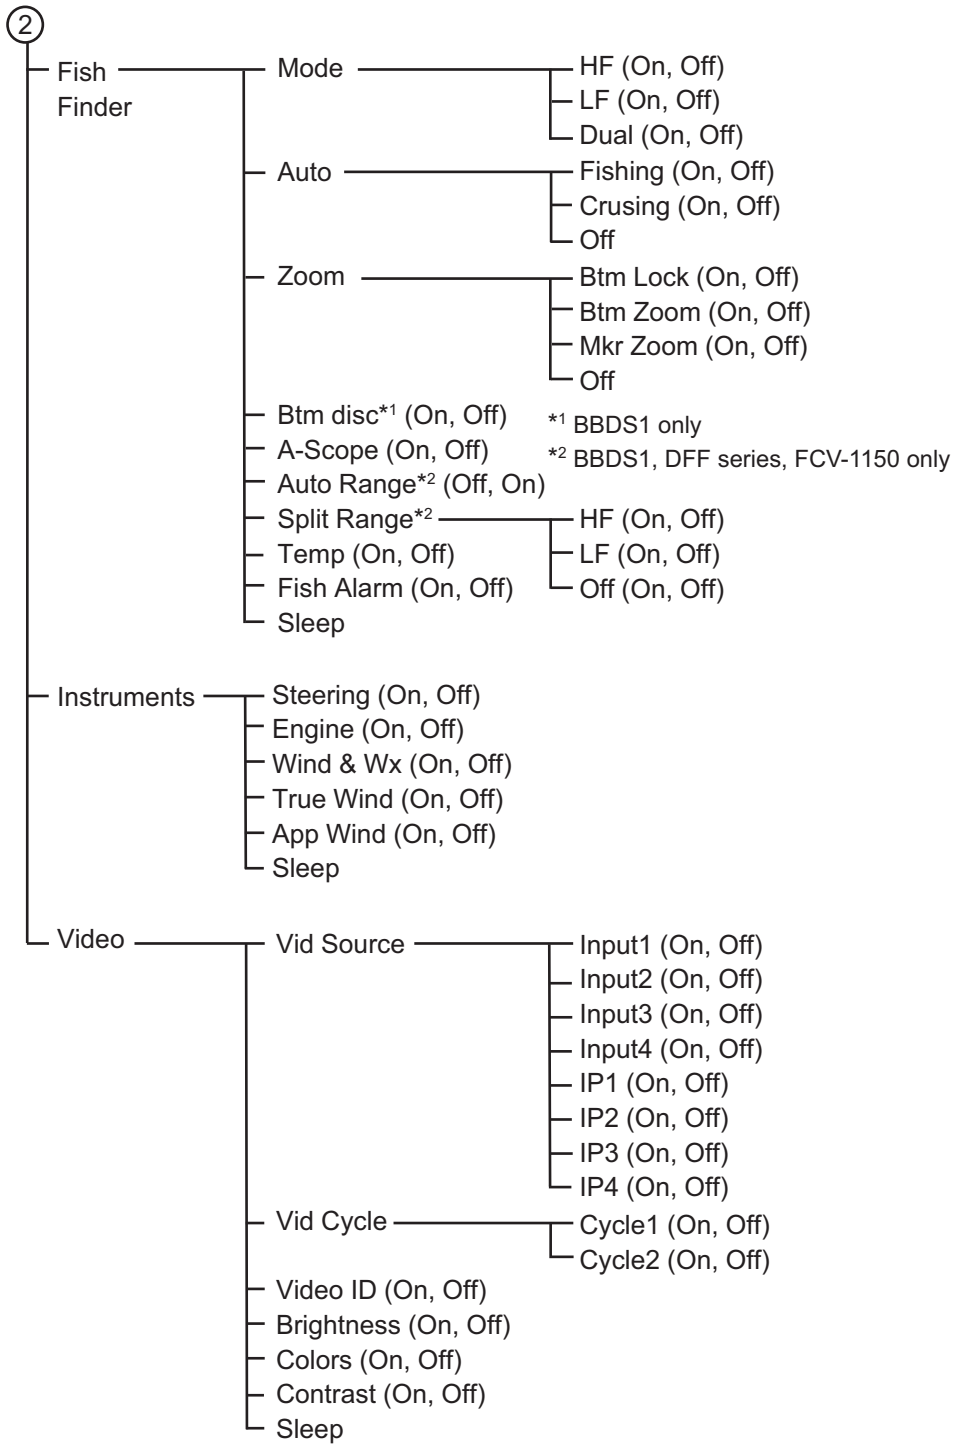 2
Fish Finder
Mode
HF (On, Off)
LF (On, Off)
Dual (On, Off)
Auto
Fishing (On, Off)
Crusing (On, Off)
Off
Zoom
Btm Lock (On, Off)
Btm Zoom (On, Off)
Mkr Zoom (On, Off)
Off
Btm disc*1 (On, Off)
*1 BBDS1 only
A-Scope (On, Off)
*2 BBDS1, DFF series, FCV-1150 only
Auto Range*2 (Off, On)
Split Range*2
HF (On, Off)
LF (On, Off)
Off (On, Off)
Temp (On, Off)
Fish Alarm (On, Off)
Sleep
Instruments
Steering (On, Off)
Engine (On, Off)
Wind & Wx (On, Off)
True Wind (On, Off)
App Wind (On, Off)
Sleep
Video
Vid Source
Input1 (On, Off)
Input2 (On, Off)
Input3 (On, Off)
Input4 (On, Off)
IP1 (On, Off)
IP2 (On, Off)
IP3 (On, Off)
IP4 (On, Off)
Vid Cycle
Cycle1 (On, Off)
Cycle2 (On, Off)
Video ID (On, Off)
Brightness (On, Off)
Colors (On, Off)
Contrast (On, Off)
Sleep